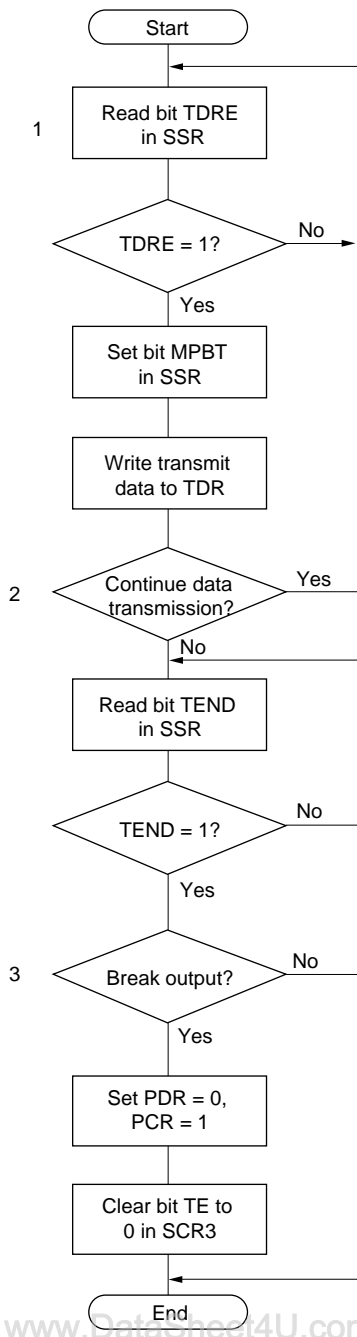 Start
1
Read bit TDRE
in SSR
TDRE = 1?
No
Yes
Set bit MPBT
in SSR
Write transmit
data to TDR
2
Continue data
transmission?
Yes
No
Read bit TEND
in SSR
TEND = 1?
No
Yes
3
Break output?
No
Yes
Set PDR = 0,
PCR = 1
Clear bit TE to
0 in SCR3
End
www.DataSheet4U.com